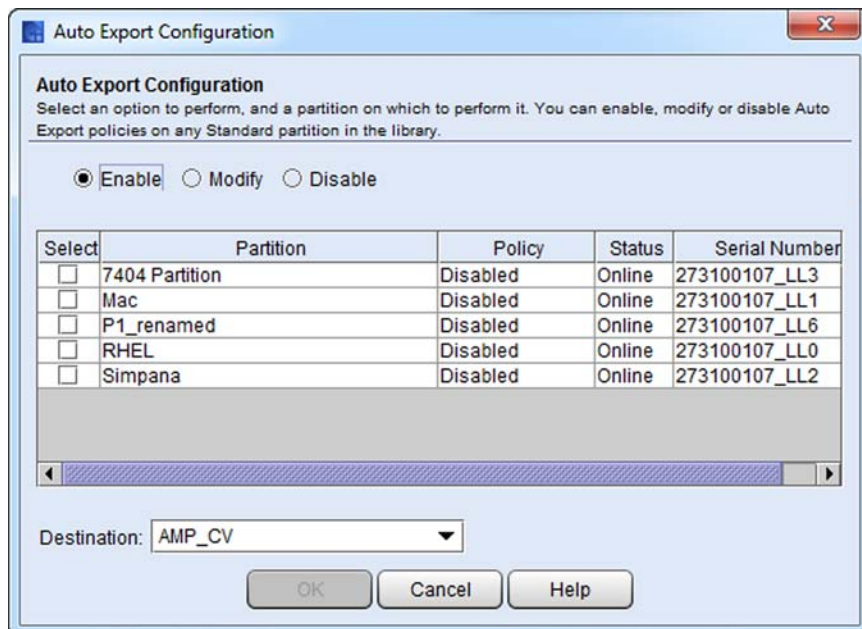 Auto Export Configuration
Auto Export Configuration
Select an option to perform, and a partition on which to perform it. You can enable, modify or disable Auto
Export policies on any Standard partition in the library.
Enable Modify Disable
Select Partition Policy Status Serial Number
7404 Partition Disabled Online 273100107_LL3
Mac Disabled Online 273100107_LL1
P1_renamed Disabled Online 273100107_LL6
RHEL Disabled Online 273100107_LL0
Simpana Disabled Online 273100107_LL2
Destination: AMP_CV
OK Cancel Help